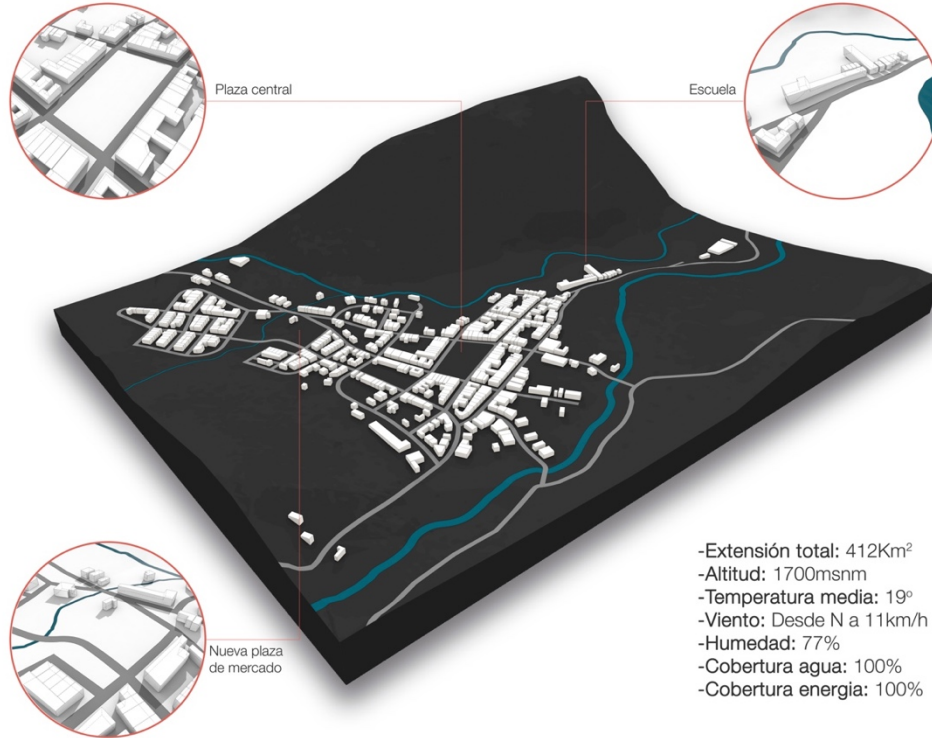 Plaza central
Escuela
Nueva plaza
de mercado
-Extensión total: 412Km²
-Altitud: 1700msnm
-Temperatura media: 19º
-Viento: Desde N a 11km/h
-Humedad: 77%
-Cobertura agua: 100%
-Cobertura energia: 100%